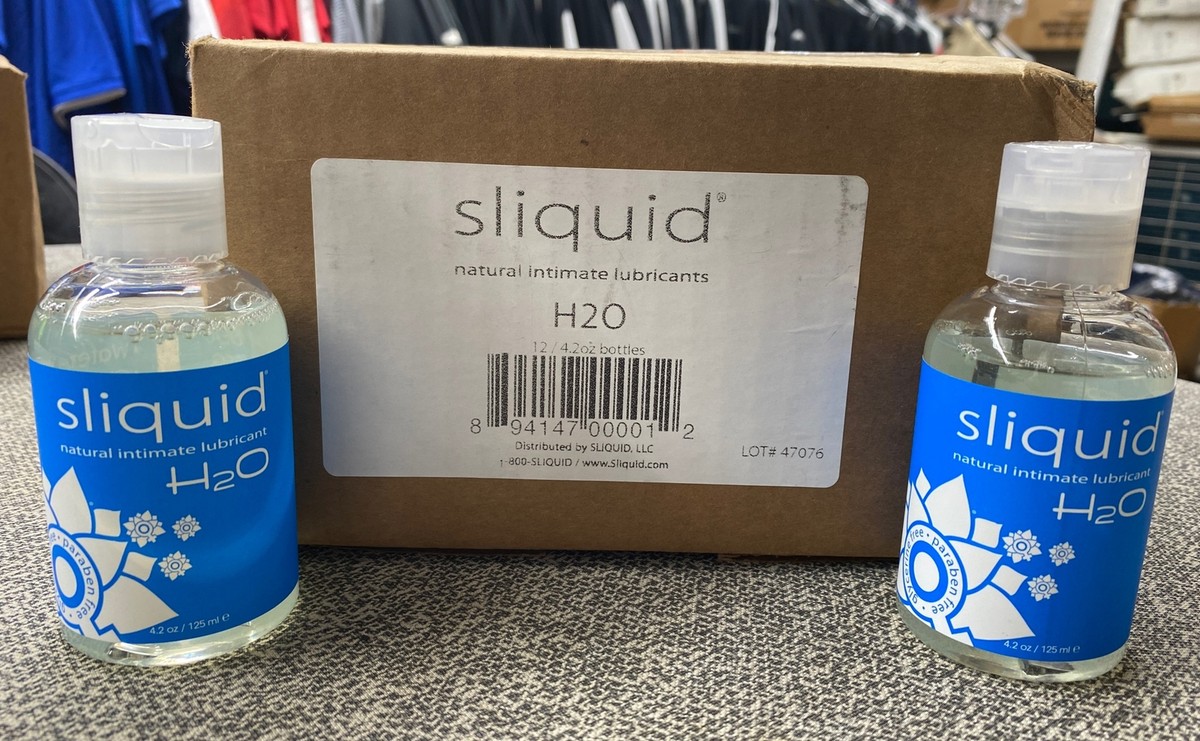 sliquid®
natural intimate lubricants
H2O
12 / 4.2oz bottles
8 94147 00001 2
Distributed by SLIQUID, LLC
1-800-SLIQUID / www.sliquid.com
LOT# 47076
sliquid
natural intimate lubricant
H2O
paraben free
4.2 oz / 125 ml e
sliquid
natural intimate lubricant
H2O
glycerine free • paraben free •
4.2 oz / 125 ml e